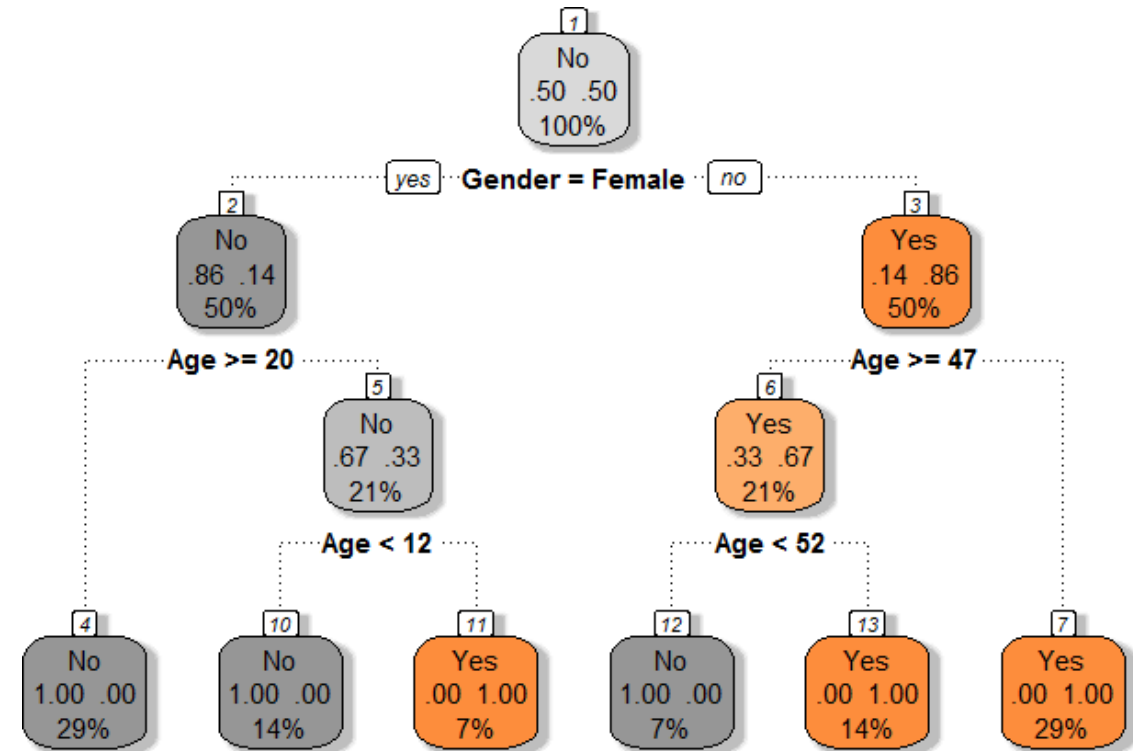 1
No
.50 .50
100%
yes Gender = Female no
2
No
.86 .14
50%
3
Yes
.14 .86
50%
Age >= 20
Age >= 47
5
No
.67 .33
21%
6
Yes
.33 .67
21%
Age < 12
Age < 52
4
No
1.00 .00
29%
10
No
1.00 .00
14%
11
Yes
.00 1.00
7%
12
No
1.00 .00
7%
13
Yes
.00 1.00
14%
7
Yes
.00 1.00
29%